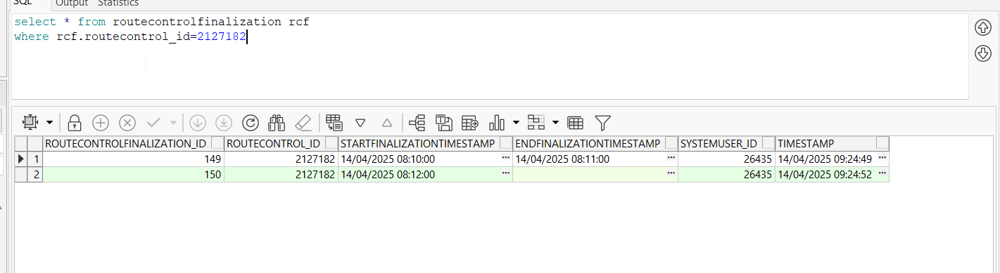 SQL Output Statistics
select * from routecontrolfinalization rcf
where rcf.routecontrol_id=2127182
ROUTECONTROLFINALIZATION_ID ROUTECONTROL_ID STARTFINALIZATIONTIMESTAMP ENDFINALIZATIONTIMESTAMP SYSTEMUSER_ID TIMESTAMP
1 149 2127182 14/04/2025 08:10:00 ... 14/04/2025 08:11:00 ... 26435 14/04/2025 09:24:49 ...
2 150 2127182 14/04/2025 08:12:00 ... ... 26435 14/04/2025 09:24:52 ...